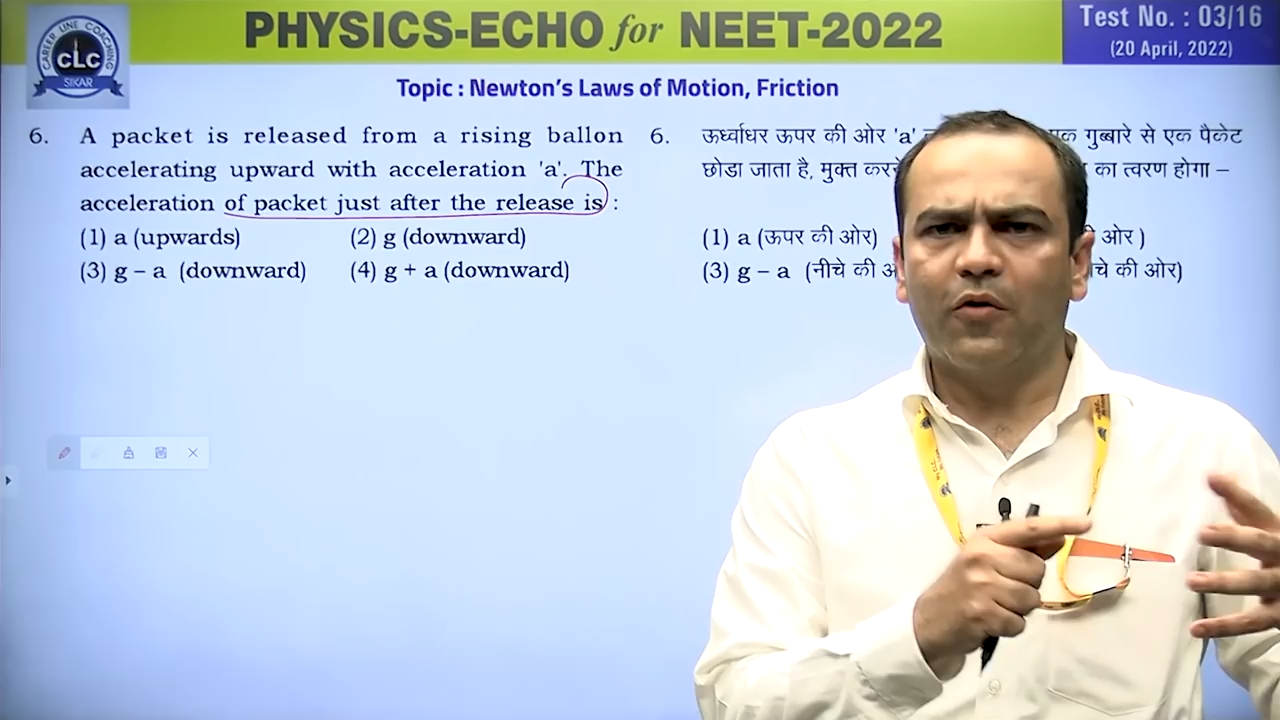 CAREER LINE COACHING
CLC
SIKAR
PHYSICS-ECHO for NEET-2022
Test No. : 03/16
(20 April, 2022)
Topic : Newton's Laws of Motion, Friction
6. A packet is released from a rising ballon
accelerating upward with acceleration 'a'. The
acceleration of packet just after the release is :
(1) a (upwards) (2) g (downward)
(3) g – a (downward) (4) g + a (downward)
6. ऊर्ध्वाधर ऊपर की ओर 'a' गुब्बारे से एक पैकेट
छोडा जाता है, मुक्त का त्वरण होगा –
(1) a (ऊपर की ओर) ओर )
(3) g – a (नीचे की की ओर)